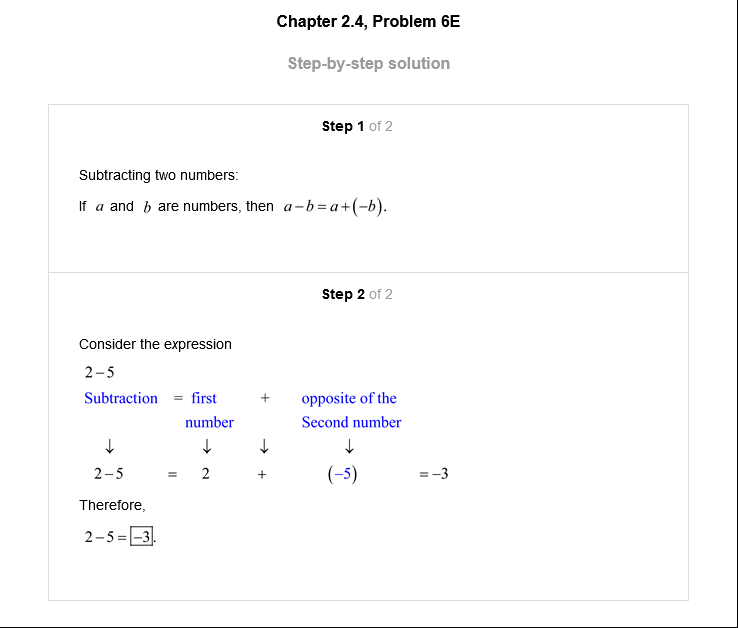 Chapter 2.4, Problem 6E
Step-by-step solution
Step 1 of 2
Subtracting two numbers:
If a and b are numbers, then a−b=a+(−b).
Step 2 of 2
Consider the expression
2−5
Subtraction = first + opposite of the
number Second number
↓ ↓ ↓ ↓
2−5 = 2 + (−5) =−3
Therefore,
2−5=−3.